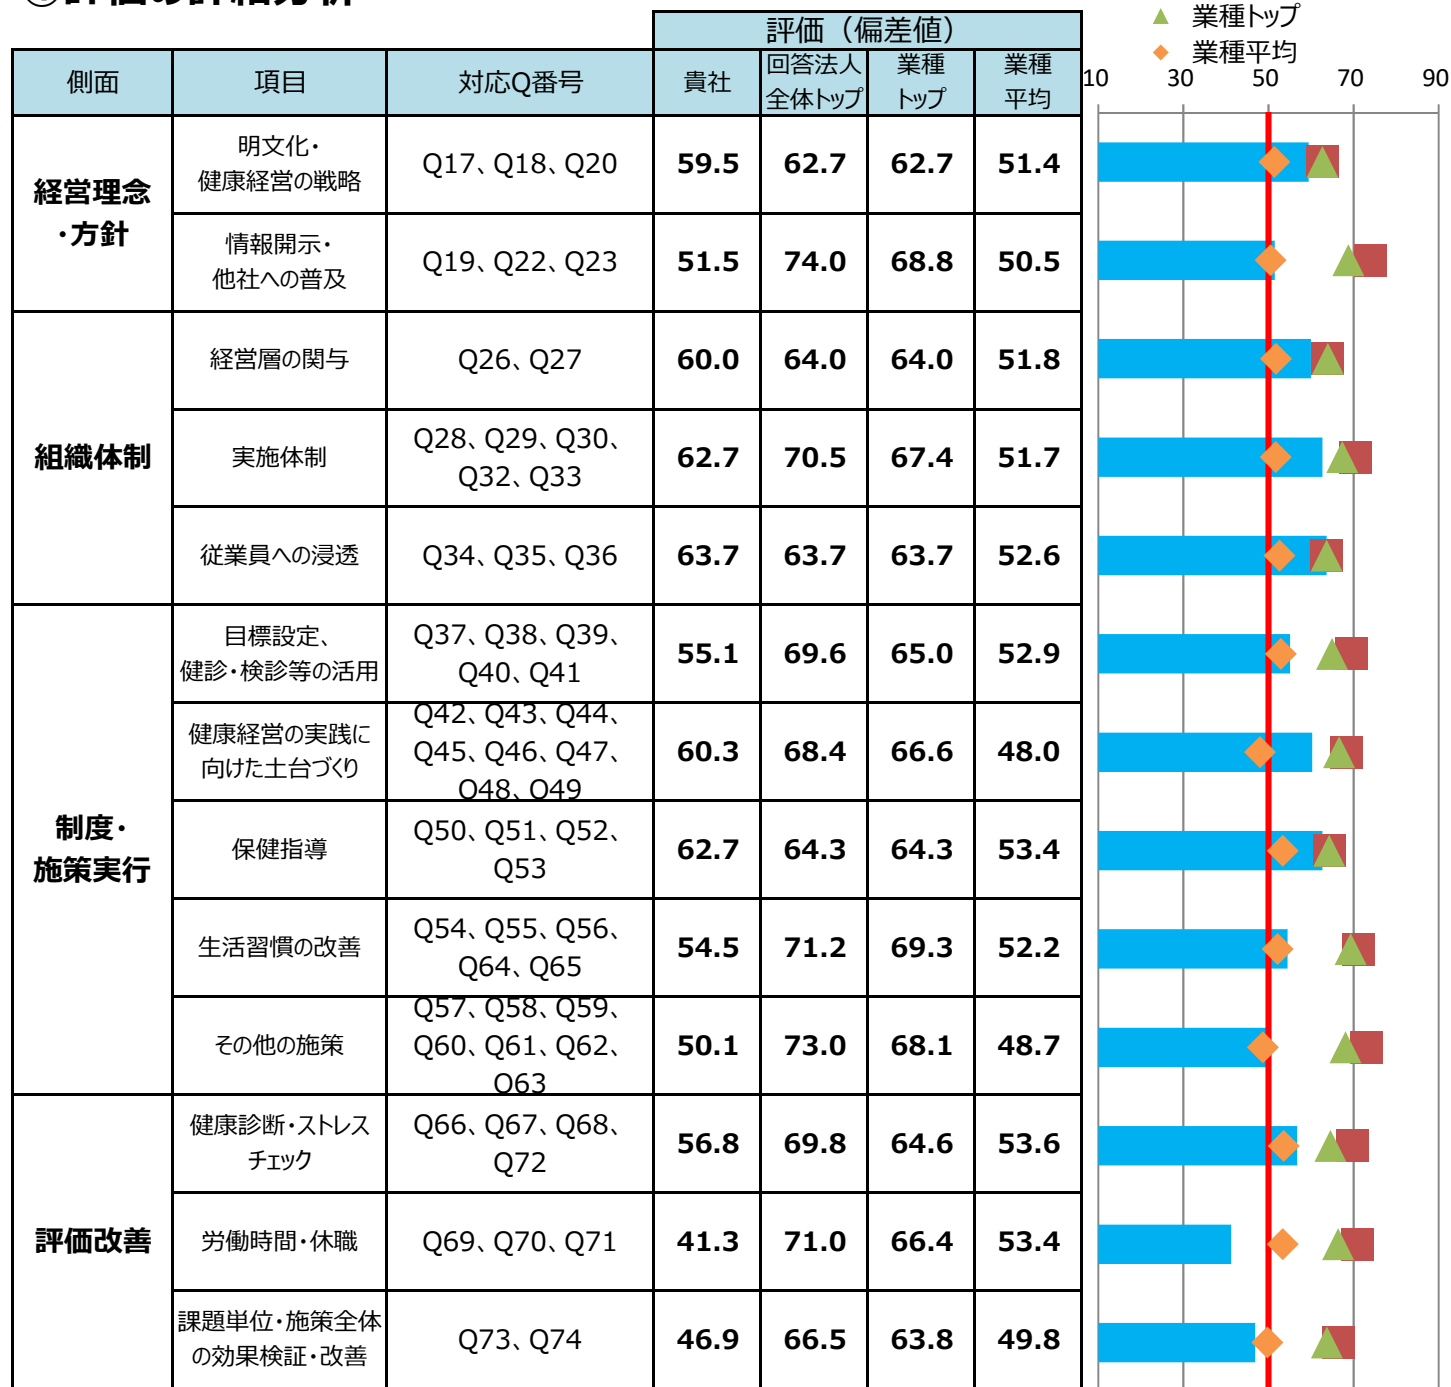 ①評価の詳細分析
▲ 業種トップ
◆ 業種平均
評価（偏差値）
側面 項目 対応Q番号 貴社 回答法人 業種 業種
全体トップ トップ 平均
10 30 50 70 90
経営理念
・方針
明文化・
健康経営の戦略
Q17、Q18、Q20 59.5 62.7 62.7 51.4
情報開示・
他社への普及
Q19、Q22、Q23 51.5 74.0 68.8 50.5
組織体制
経営層の関与 Q26、Q27 60.0 64.0 64.0 51.8
実施体制
Q28、Q29、Q30、
Q32、Q33
62.7 70.5 67.4 51.7
従業員への浸透 Q34、Q35、Q36 63.7 63.7 63.7 52.6
制度・
施策実行
目標設定、
健診・検診等の活用
Q37、Q38、Q39、
Q40、Q41
55.1 69.6 65.0 52.9
健康経営の実践に
向けた土台づくり
Q42、Q43、Q44、
Q45、Q46、Q47、
Q48、Q49
60.3 68.4 66.6 48.0
保健指導
Q50、Q51、Q52、
Q53
62.7 64.3 64.3 53.4
生活習慣の改善
Q54、Q55、Q56、
Q64、Q65
54.5 71.2 69.3 52.2
その他の施策
Q57、Q58、Q59、
Q60、Q61、Q62、
Q63
50.1 73.0 68.1 48.7
評価改善
健康診断・ストレス
チェック
Q66、Q67、Q68、
Q72
56.8 69.8 64.6 53.6
労働時間・休職 Q69、Q70、Q71 41.3 71.0 66.4 53.4
課題単位・施策全体
の効果検証・改善
Q73、Q74 46.9 66.5 63.8 49.8